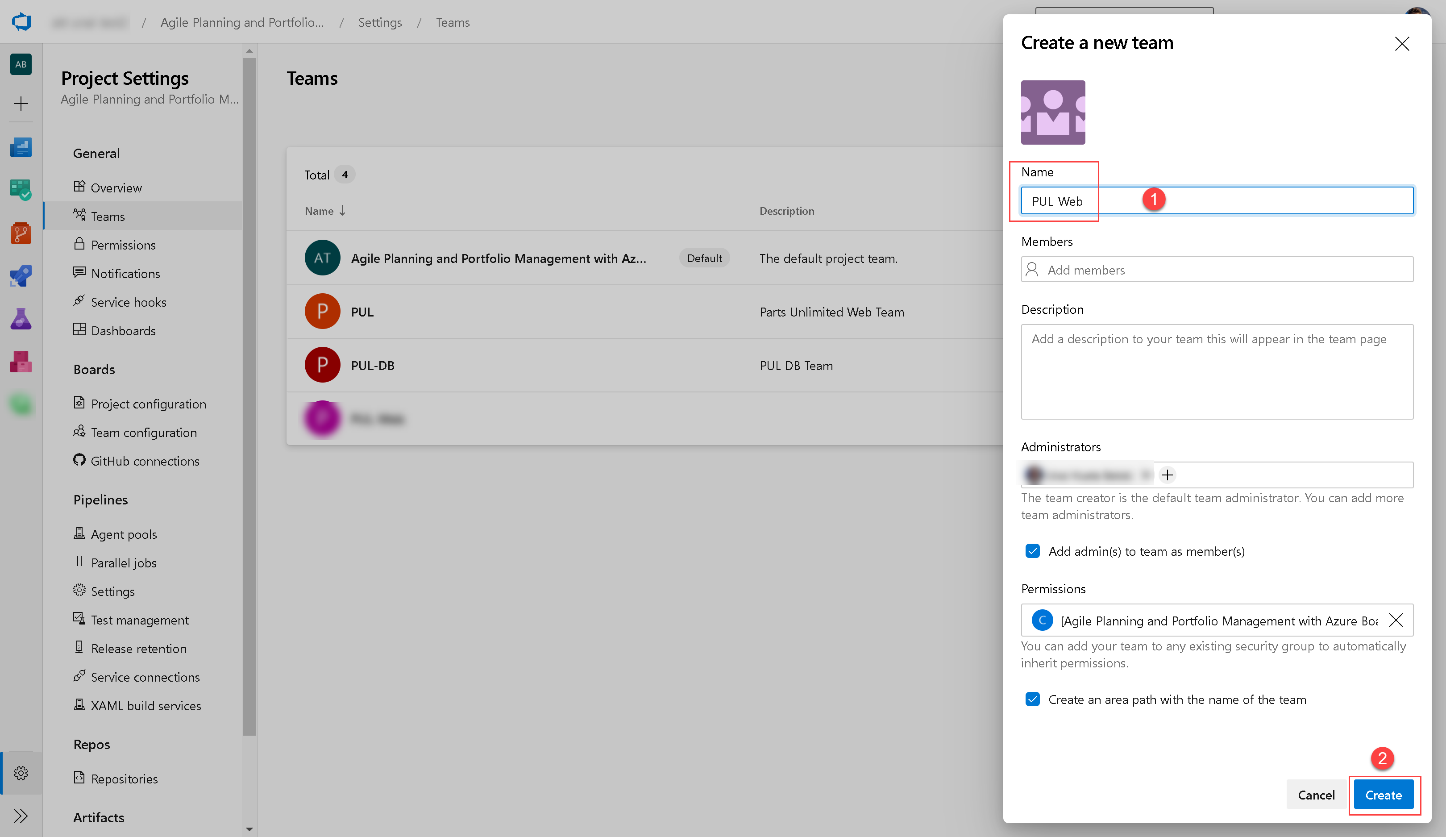 / Agile Planning and Portfolio... / Settings / Teams
AB
Project Settings
Agile Planning and Portfolio M...
General
Overview
Teams
Permissions
Notifications
Service hooks
Dashboards
Boards
Project configuration
Team configuration
GitHub connections
Pipelines
Agent pools
Parallel jobs
Settings
Test management
Release retention
Service connections
XAML build services
Repos
Repositories
Artifacts
Teams
Total 4
Name ↓ Description
AT Agile Planning and Portfolio Management with Az... Default The default project team.
P PUL Parts Unlimited Web Team
P PUL-DB PUL DB Team
Create a new team
Name
PUL Web
1
Members
Add members
Description
Add a description to your team this will appear in the team page
Administrators
The team creator is the default team administrator. You can add more
team administrators.
Add admin(s) to team as member(s)
Permissions
C [Agile Planning and Portfolio Management with Azure Boa
You can add your team to any existing security group to automatically
inherit permissions.
Create an area path with the name of the team
2
Cancel Create